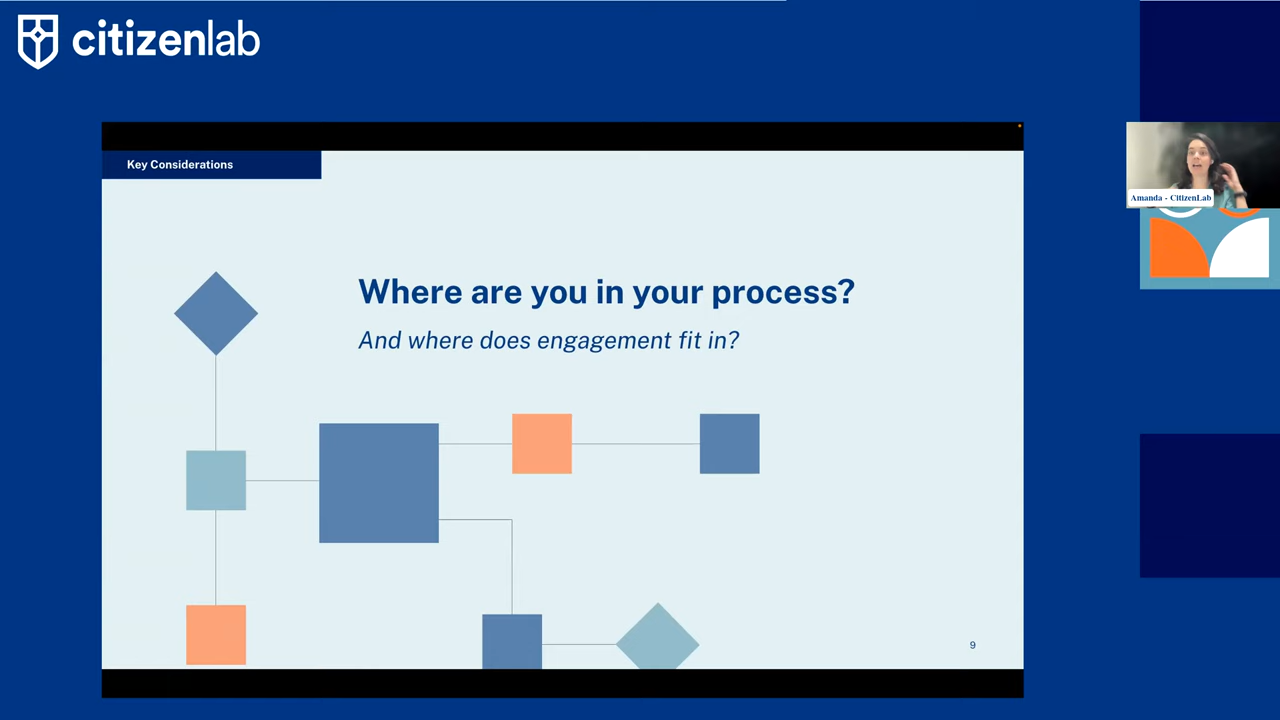 citizenlab
Key Considerations
Where are you in your process?
And where does engagement fit in?
Amanda - CitizenLab
9